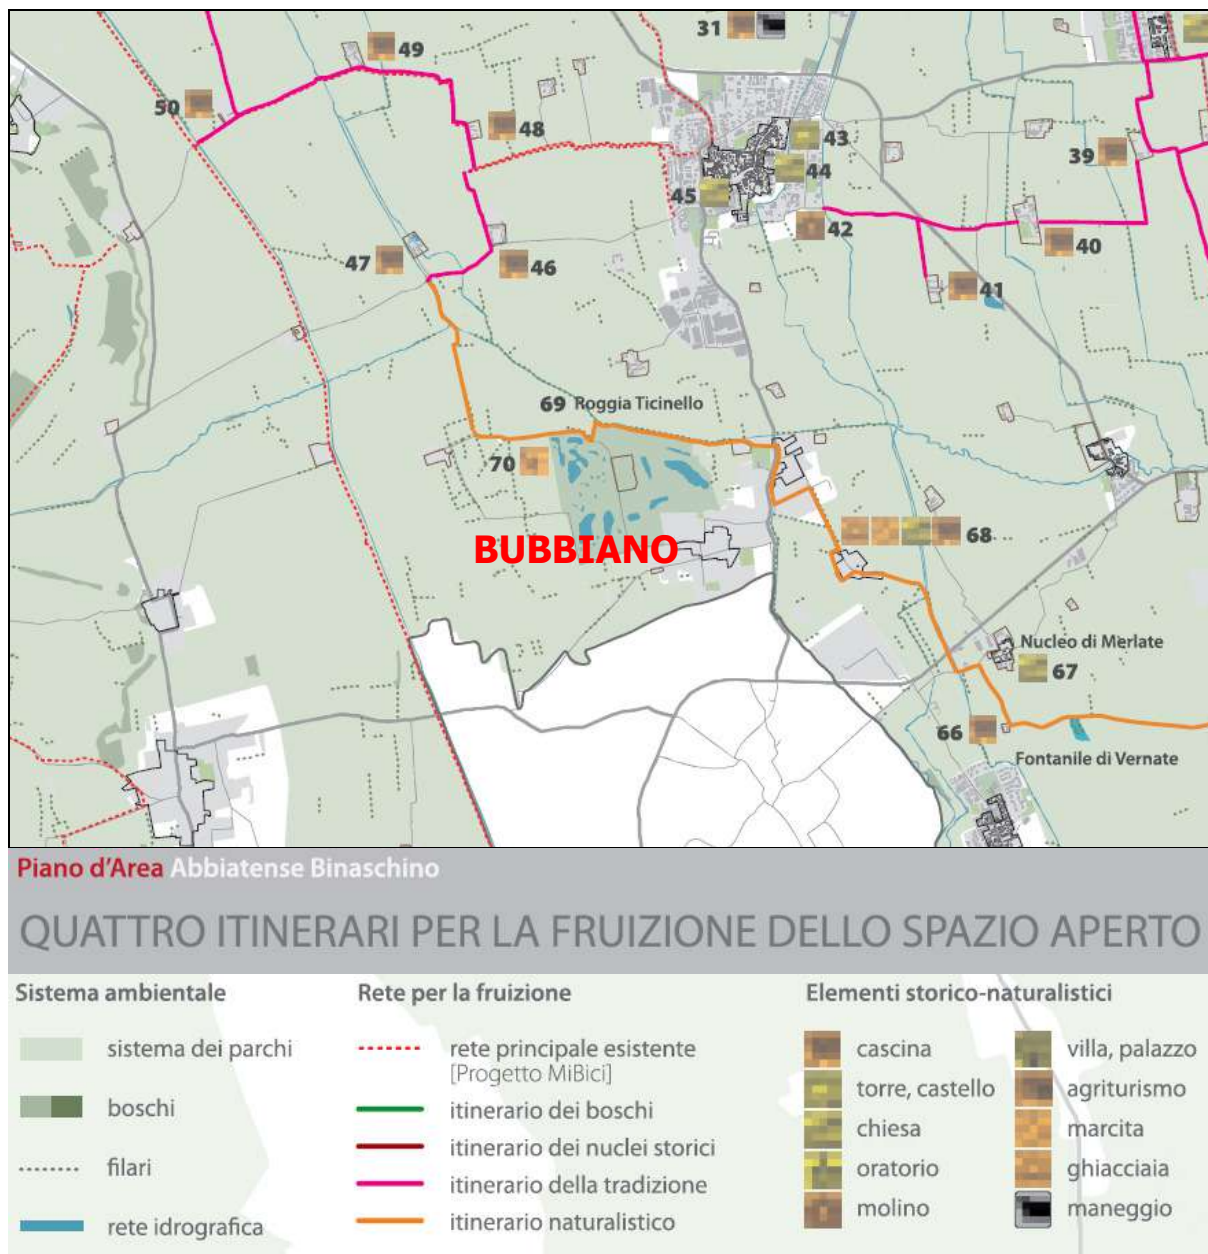 31
49
50
48
43
39
44
45
42
40
47
46
41
69 Roggia Ticinello
70
BUBBIANO
68
Nucleo di Merlate
67
66
Fontanile di Vernate
Piano d'Area Abbiatense Binaschino
QUATTRO ITINERARI PER LA FRUIZIONE DELLO SPAZIO APERTO
Sistema ambientale
sistema dei parchi
boschi
filari
rete idrografica
Rete per la fruizione
rete principale esistente
[Progetto MiBici]
itinerario dei boschi
itinerario dei nuclei storici
itinerario della tradizione
itinerario naturalistico
Elementi storico-naturalistici
cascina
torre, castello
chiesa
oratorio
molino
villa, palazzo
agriturismo
marcita
ghiacciaia
maneggio